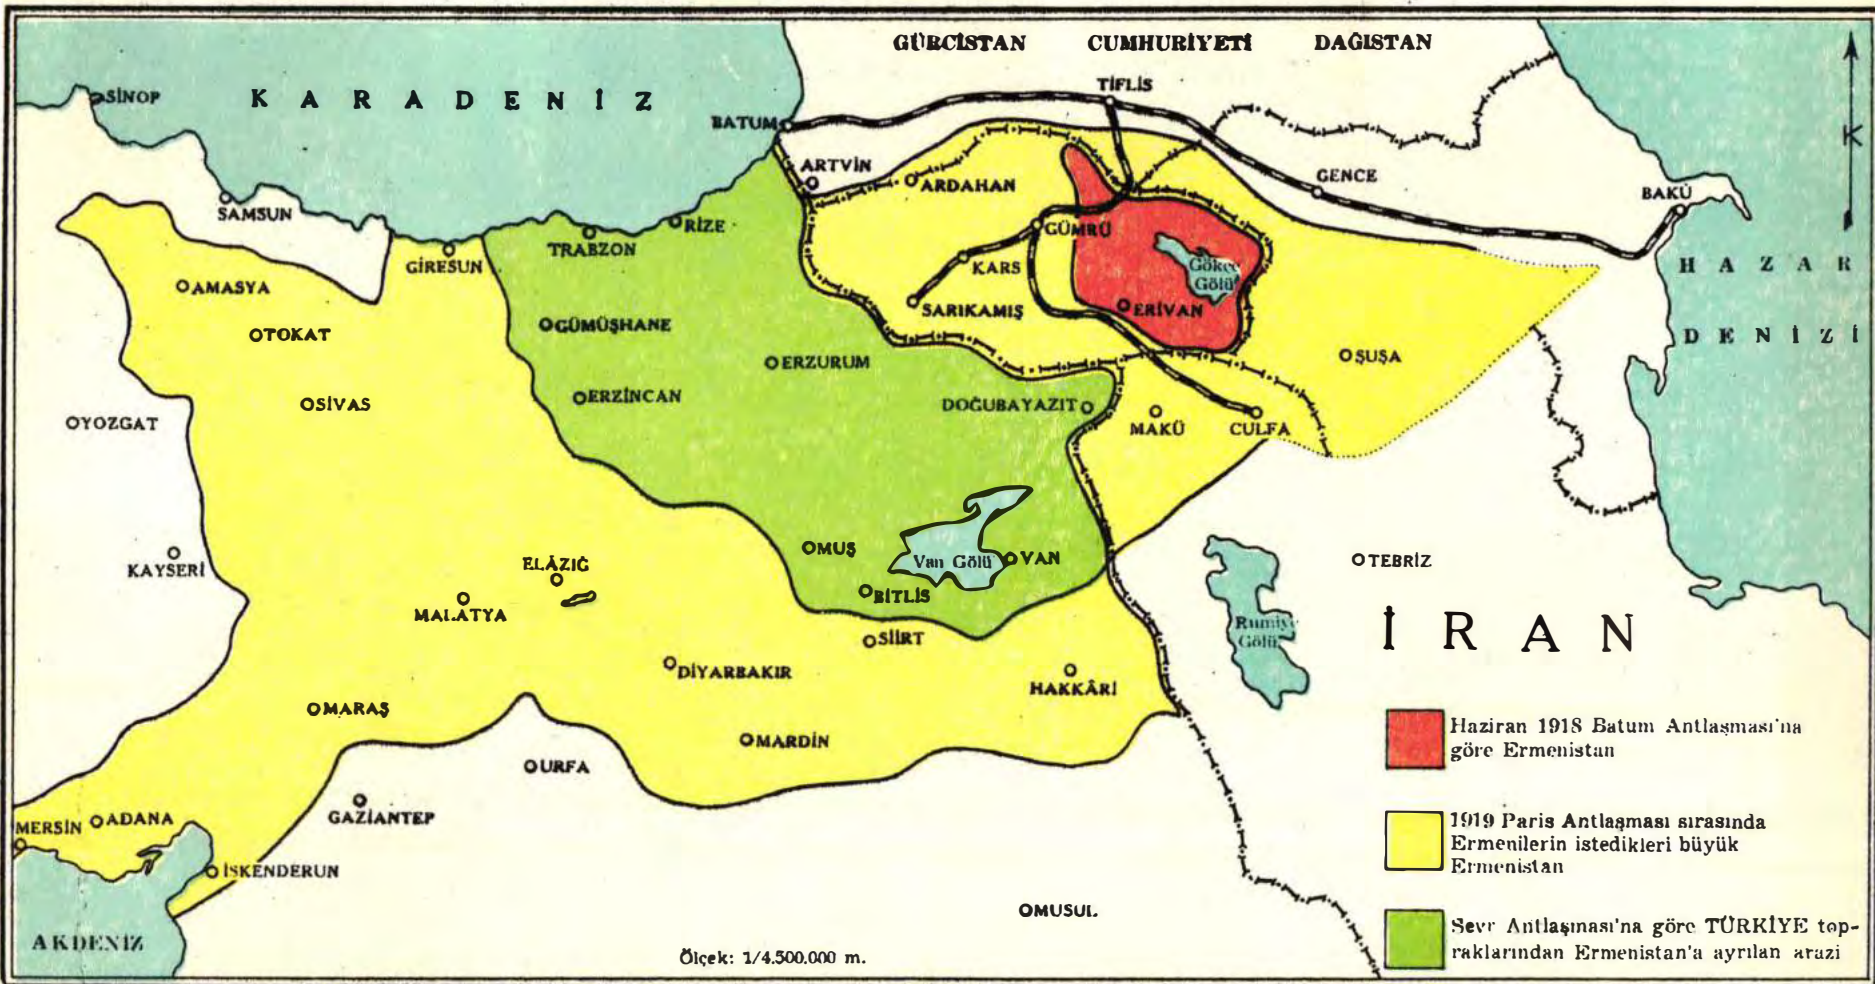 GÜRCİSTAN CUMHURİYETİ DAĞISTAN
KARADENİZ
SİNOP
TİFLİS
BATUM
ARTVİN
ARDAHAN
GENCE
BAKÛ
SAMSUN
RİZE
TRABZON
GİRESUN
GÜMRÜ
KARS
Gökçe
Gölü
HAZAR
DENİZİ
AMASYA
SARIKAMIŞ
ERİVAN
TOKAT
GÜMÜŞHANE
ERZURUM
ŞUŞA
SİVAS
ERZİNCAN
DOĞUBAYAZIT
YOZGAT
MAKÜ
CULFA
KAYSERİ
ELÂZIĞ
MUŞ
Van Gölü
VAN
TEBRİZ
MALATYA
BİTLİS
SİİRT
Rumiye
Gölü
İRAN
DİYARBAKIR
HAKKÂRİ
MARAŞ
MARDİN
URFA
Haziran 1918 Batum Antlaşması'na
göre Ermenistan
MERSİN
ADANA
GAZİANTEP
1919 Paris Antlaşması sırasında
Ermenilerin istedikleri büyük
Ermenistan
İSKENDERUN
MUSUL
AKDENİZ
Ölçek: 1/4.500.000 m.
Sevr Antlaşması'na göre TÜRKİYE top-
raklarından Ermenistan'a ayrılan arazi
K